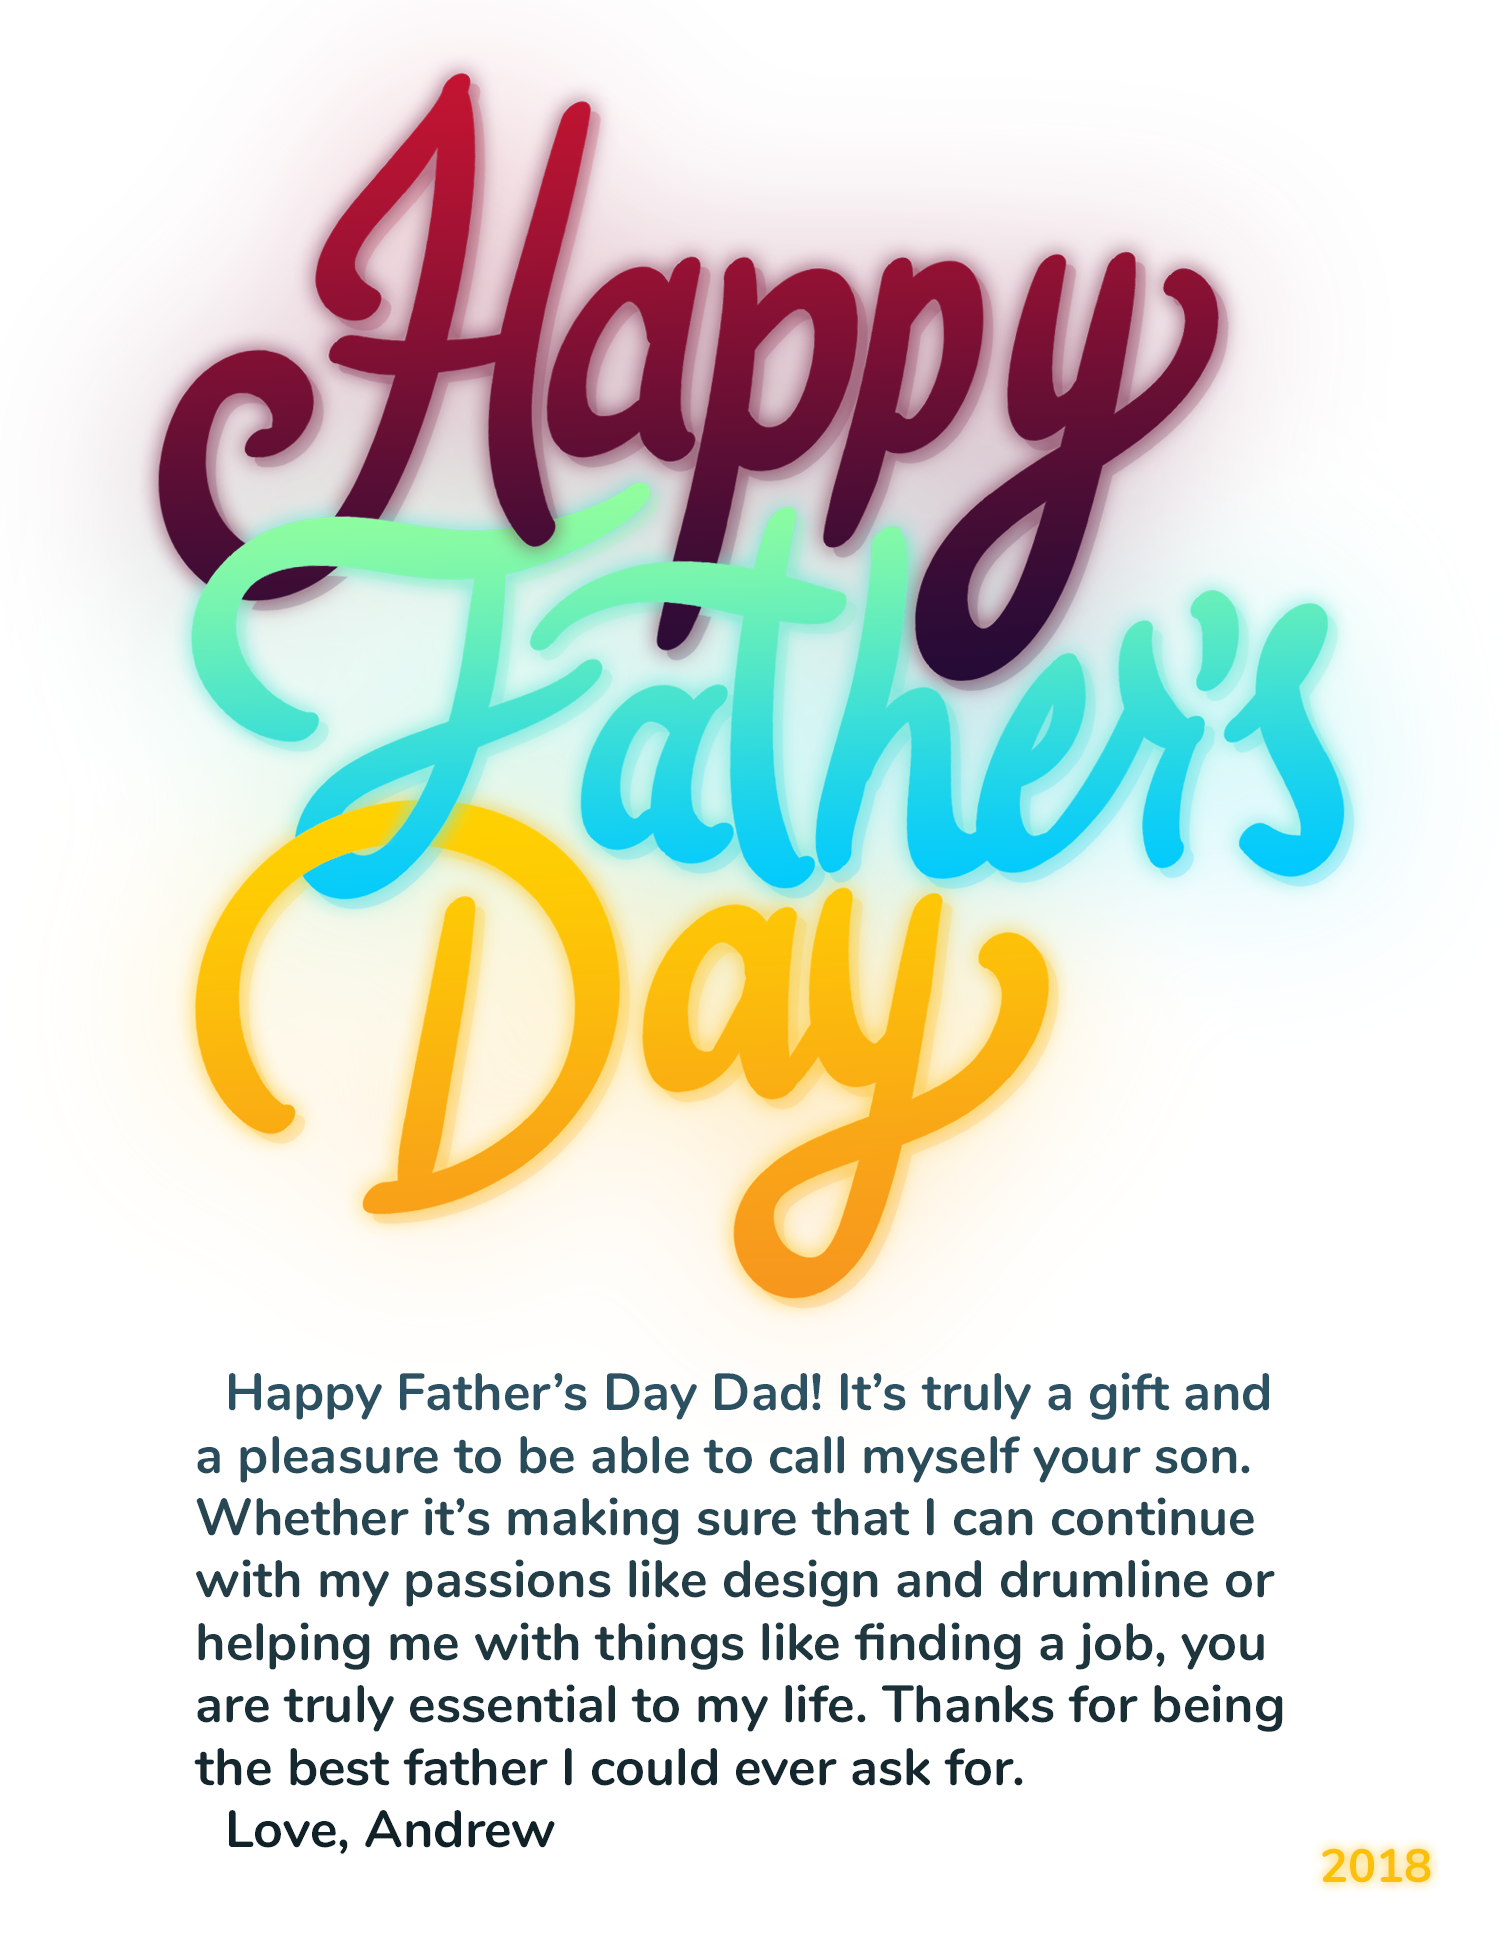 Happy
Father's
Day
Happy Father’s Day Dad! It’s truly a gift and
a pleasure to be able to call myself your son.
Whether it’s making sure that I can continue
with my passions like design and drumline or
helping me with things like finding a job, you
are truly essential to my life. Thanks for being
the best father I could ever ask for.
Love, Andrew
2018